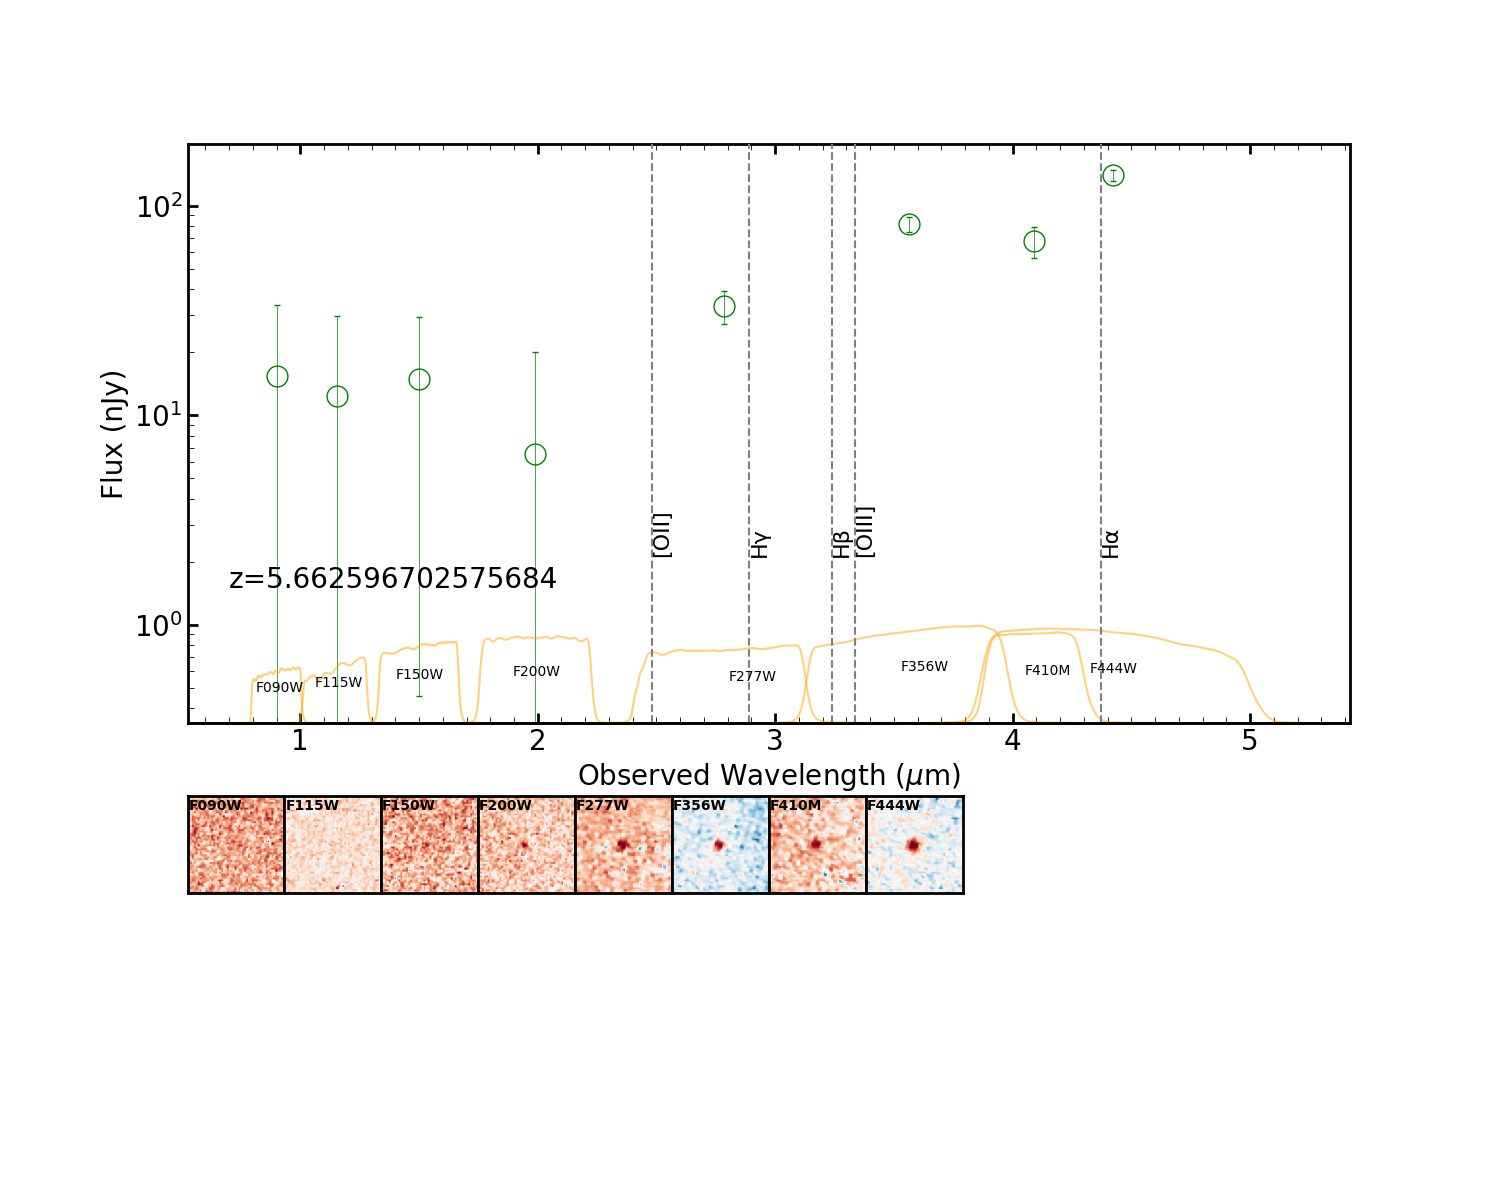 10²
10¹
10⁰
Flux (nJy)
[OII]
Hγ
Hβ
[OIII]
Hα
z=5.662596702575684
F090W
F115W
F150W
F200W
F277W
F356W
F410M
F444W
1
2
3
4
5
Observed Wavelength (μm)
F090W
F115W
F150W
F200W
F277W
F356W
F410M
F444W